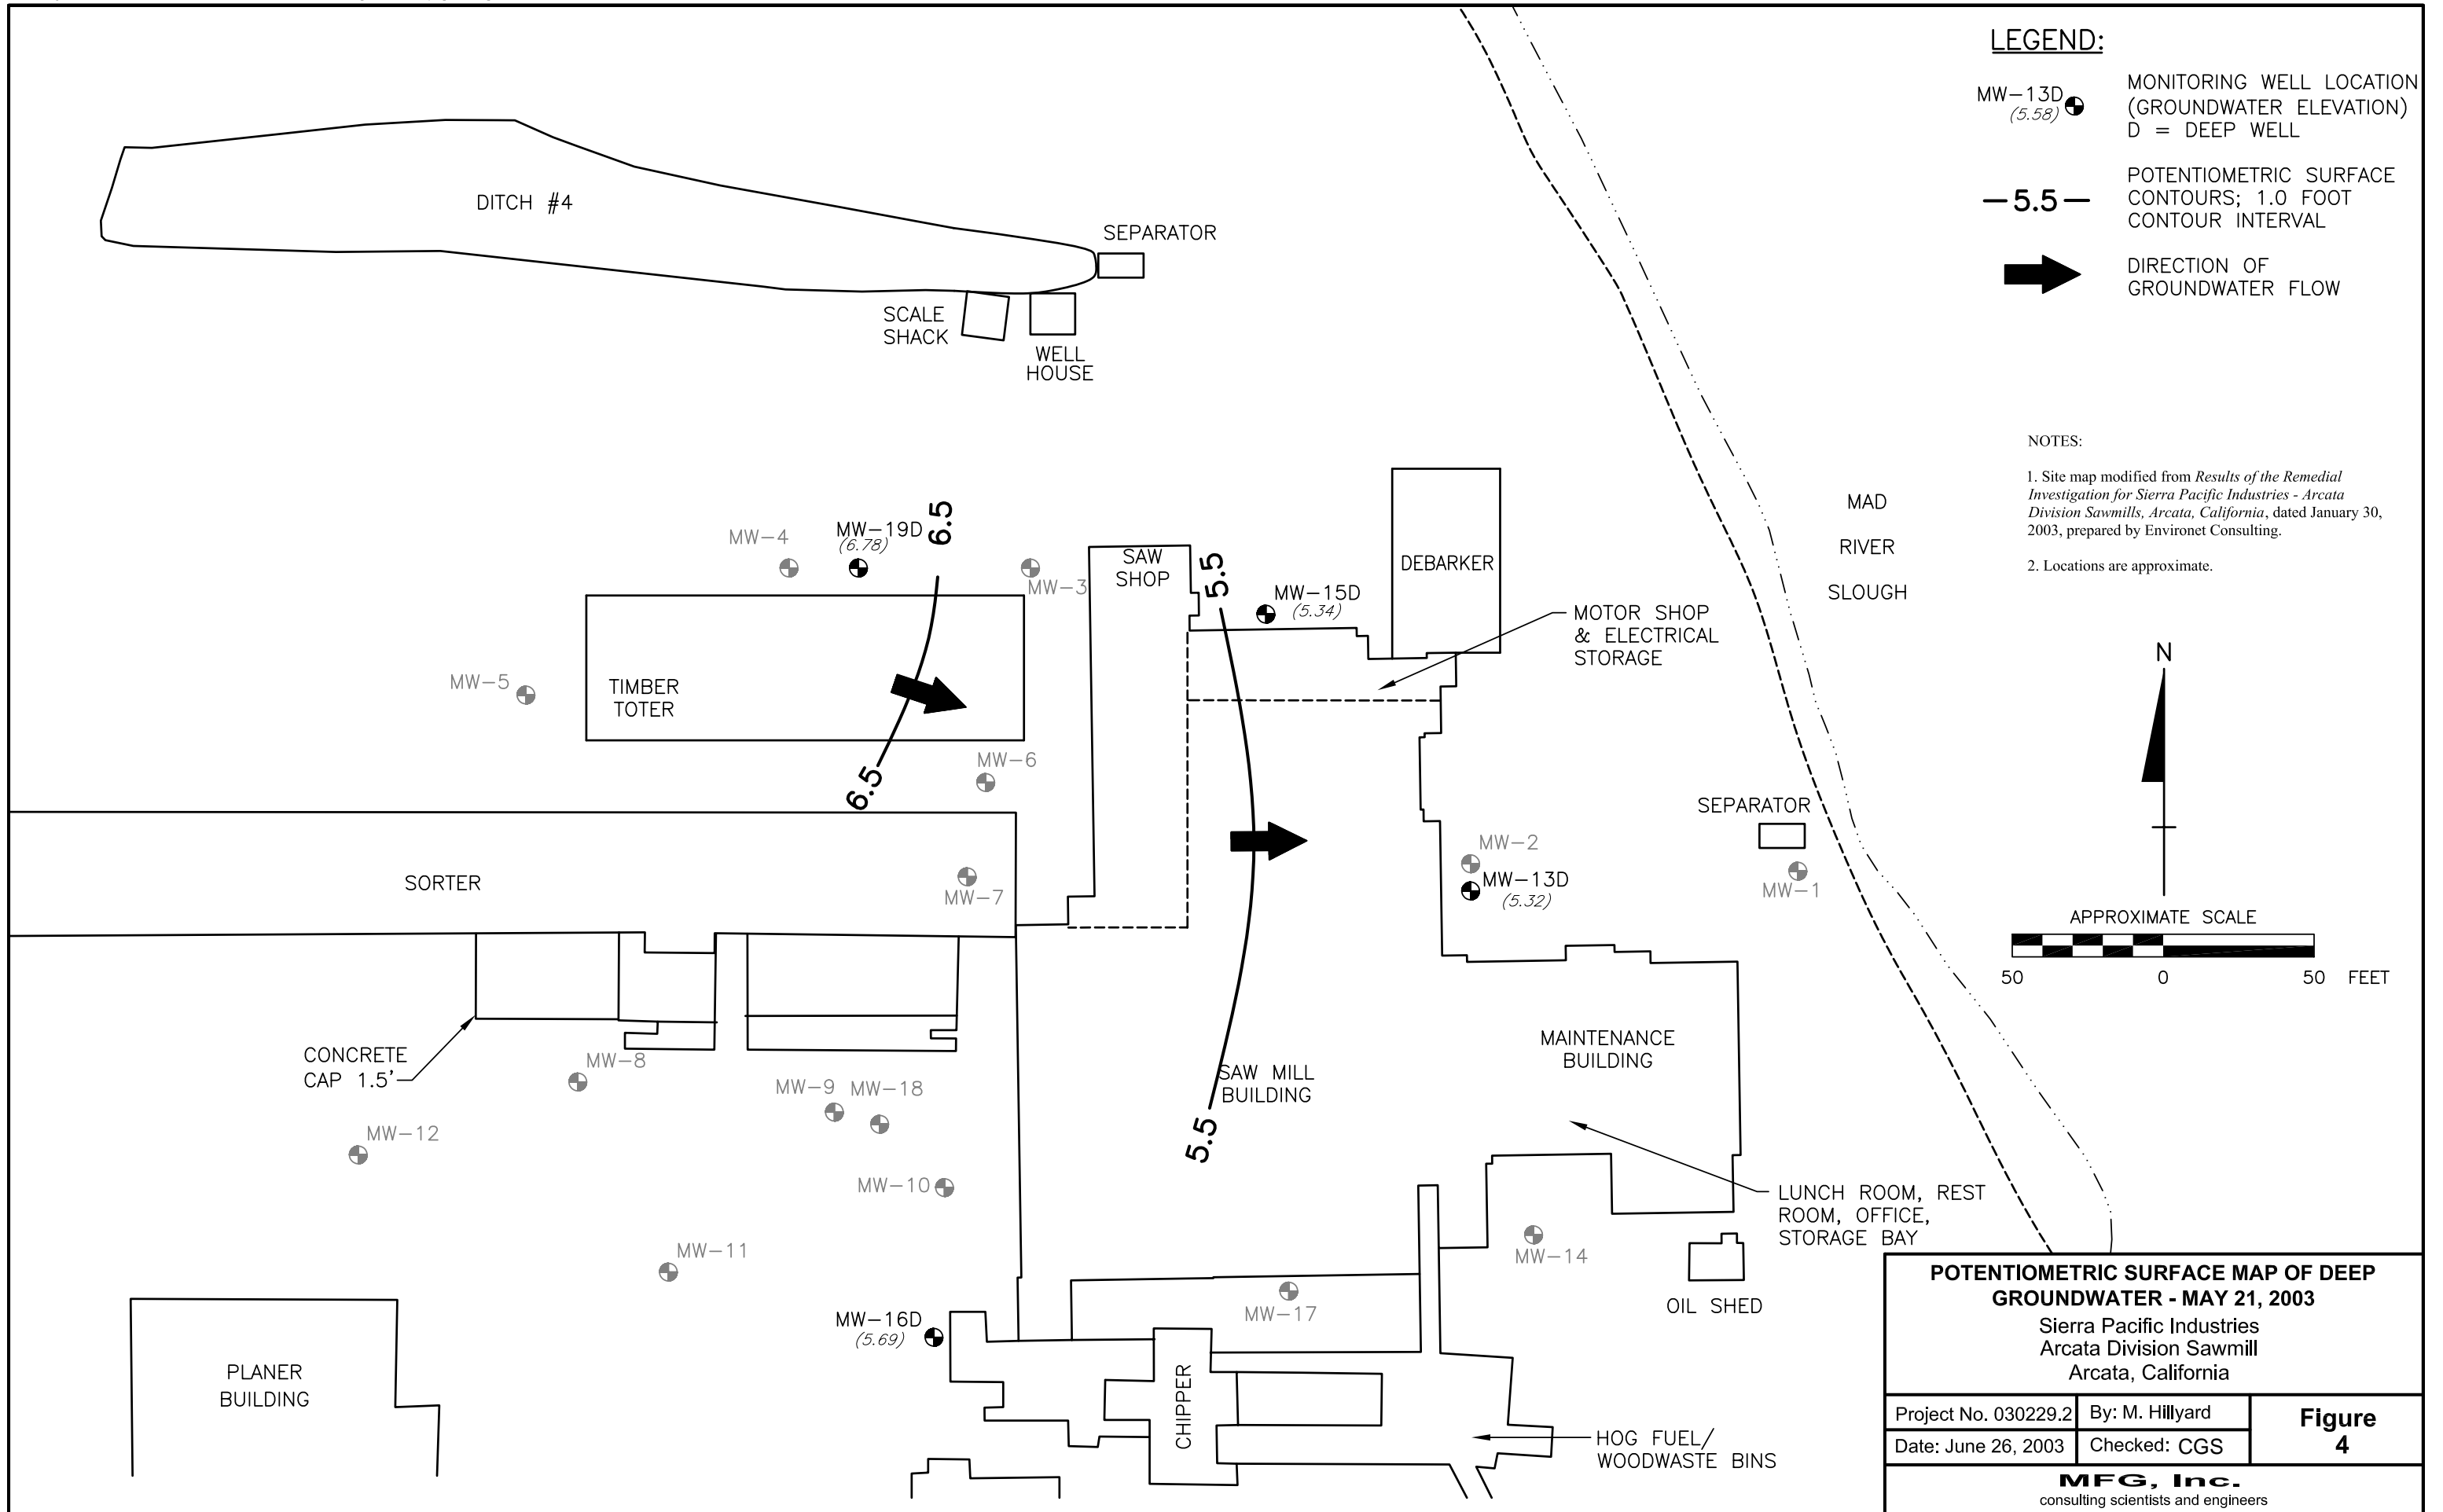 LEGEND:
MW-13D
(5.58)
MONITORING WELL LOCATION
(GROUNDWATER ELEVATION)
D = DEEP WELL
-5.5-
POTENTIOMETRIC SURFACE
CONTOURS; 1.0 FOOT
CONTOUR INTERVAL
DIRECTION OF
GROUNDWATER FLOW
NOTES:
1. Site map modified from Results of the Remedial
Investigation for Sierra Pacific Industries - Arcata
Division Sawmills, Arcata, California, dated January 30,
2003, prepared by Environet Consulting.
2. Locations are approximate.
N
APPROXIMATE SCALE
50 0 50 FEET
DITCH #4
SEPARATOR
SCALE
SHACK
WELL
HOUSE
MW-4
MW-19D
(6.78)
6.5
MW-3
SAW
SHOP
5.5
MW-15D
(5.34)
DEBARKER
MAD
RIVER
SLOUGH
MOTOR SHOP
& ELECTRICAL
STORAGE
MW-5
TIMBER
TOTER
MW-6
6.5
SEPARATOR
MW-1
MW-2
MW-13D
(5.32)
SORTER
MW-7
CONCRETE
CAP 1.5'
MW-8
MW-9
MW-18
MW-12
MW-10
MW-11
SAW MILL
BUILDING
5.5
MAINTENANCE
BUILDING
LUNCH ROOM, REST
ROOM, OFFICE,
STORAGE BAY
MW-14
MW-17
OIL SHED
MW-16D
(5.69)
PLANER
BUILDING
CHIPPER
HOG FUEL/
WOODWASTE BINS
POTENTIOMETRIC SURFACE MAP OF DEEP
GROUNDWATER - MAY 21, 2003
Sierra Pacific Industries
Arcata Division Sawmill
Arcata, California
Project No. 030229.2
By: M. Hillyard
Date: June 26, 2003
Checked: CGS
Figure
4
MFG, Inc.
consulting scientists and engineers